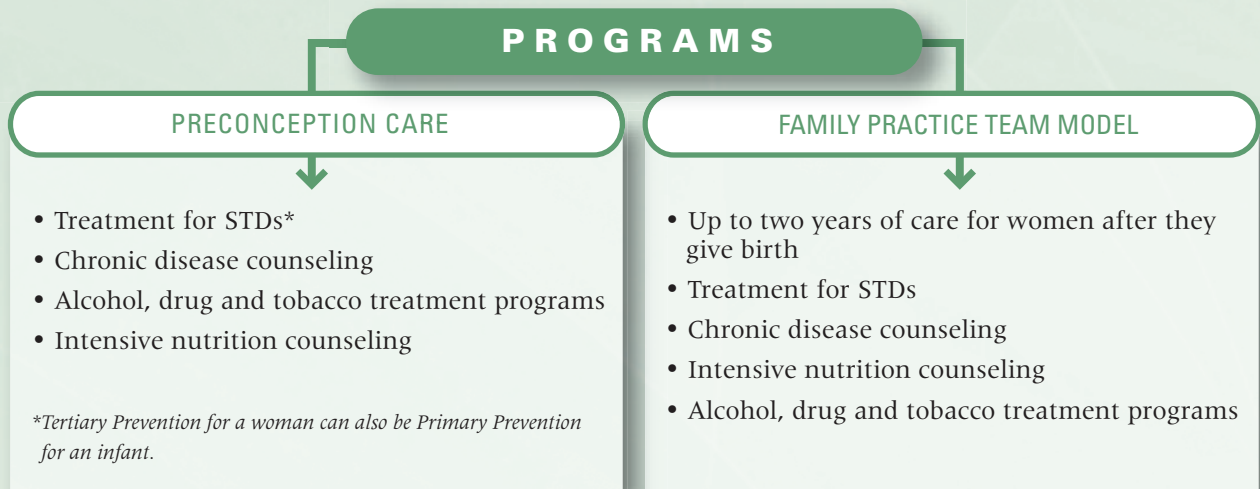 PROGRAMS
PRECONCEPTION CARE
• Treatment for STDs*
• Chronic disease counseling
• Alcohol, drug and tobacco treatment programs
• Intensive nutrition counseling
*Tertiary Prevention for a woman can also be Primary Prevention
for an infant.
FAMILY PRACTICE TEAM MODEL
• Up to two years of care for women after they
give birth
• Treatment for STDs
• Chronic disease counseling
• Intensive nutrition counseling
• Alcohol, drug and tobacco treatment programs